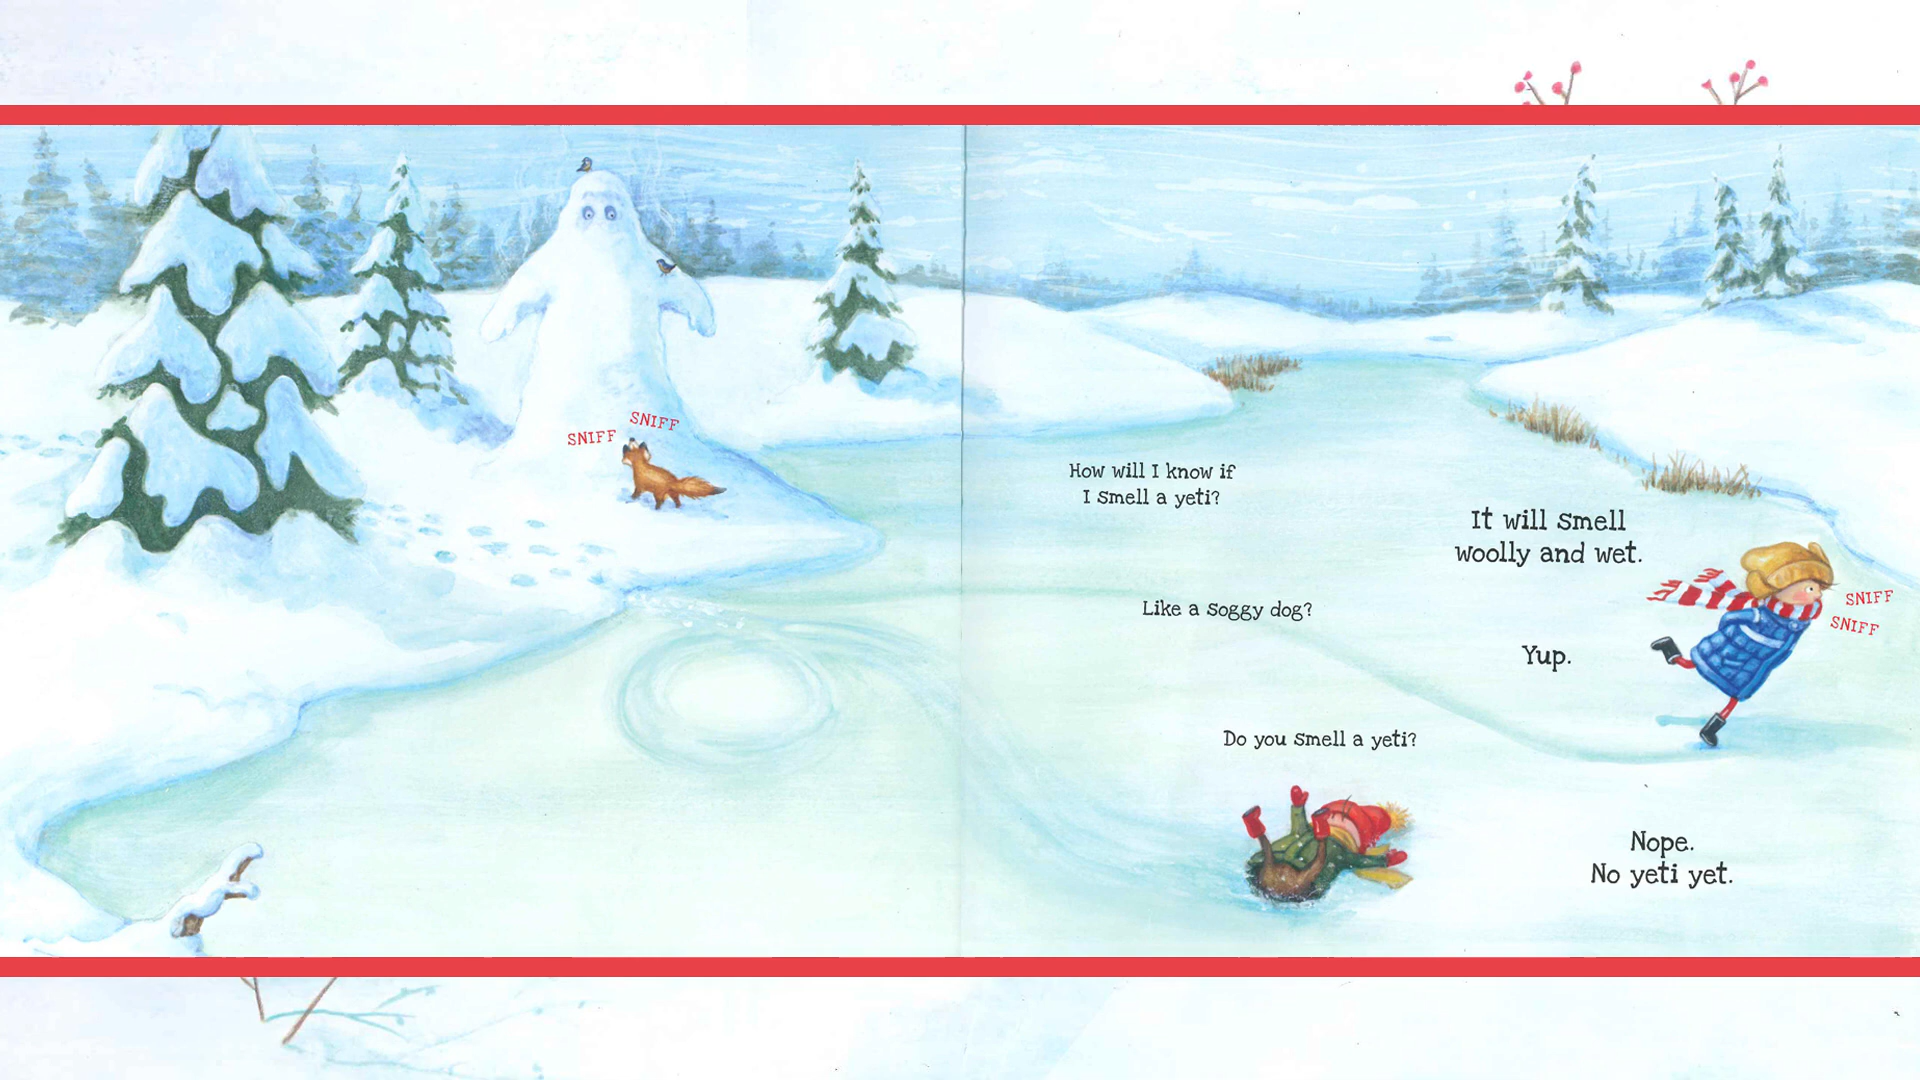 SNIFF
SNIFF
How will I know if
I smell a yeti?
It will smell
woolly and wet.
Like a soggy dog?
Yup.
SNIFF
SNIFF
Do you smell a yeti?
Nope.
No yeti yet.